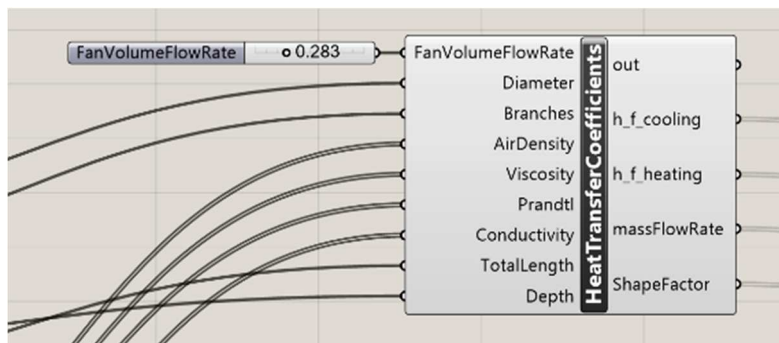 FanVolumeFlowRate 0.283
FanVolumeFlowRate
Diameter
Branches
AirDensity
Viscosity
Prandtl
Conductivity
TotalLength
Depth
HeatTransferCoefficients
out
h_f_cooling
h_f_heating
massFlowRate
ShapeFactor